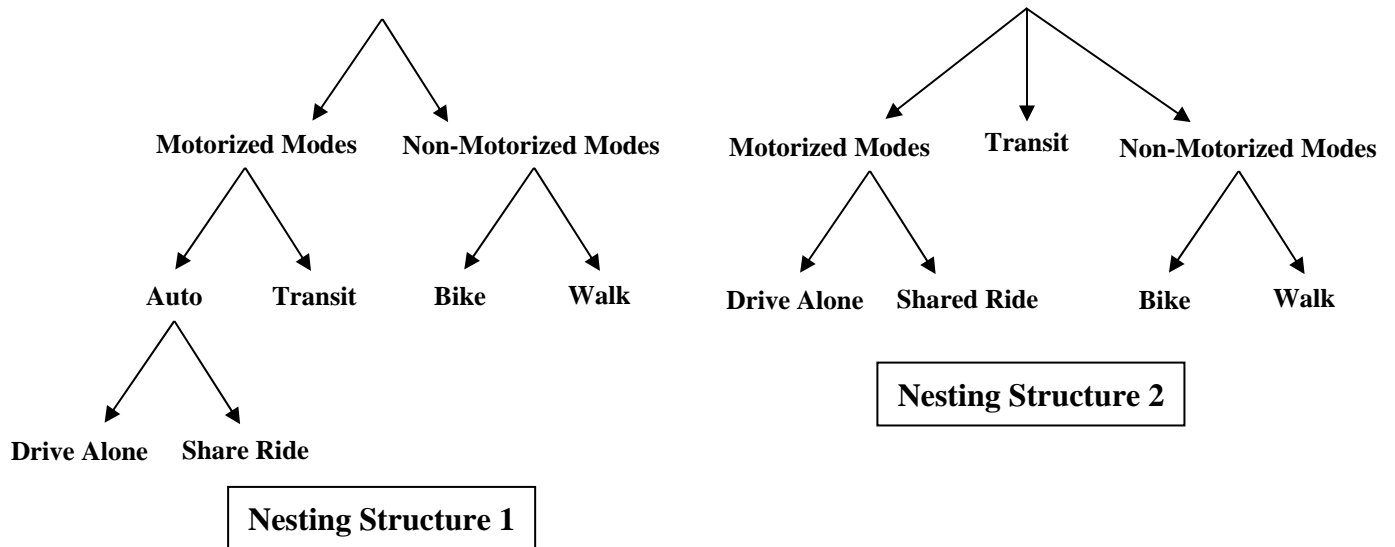 Motorized Modes Non-Motorized Modes
Auto Transit Bike Walk
Drive Alone Share Ride
Nesting Structure 1
Motorized Modes Transit Non-Motorized Modes
Drive Alone Shared Ride Bike Walk
Nesting Structure 2